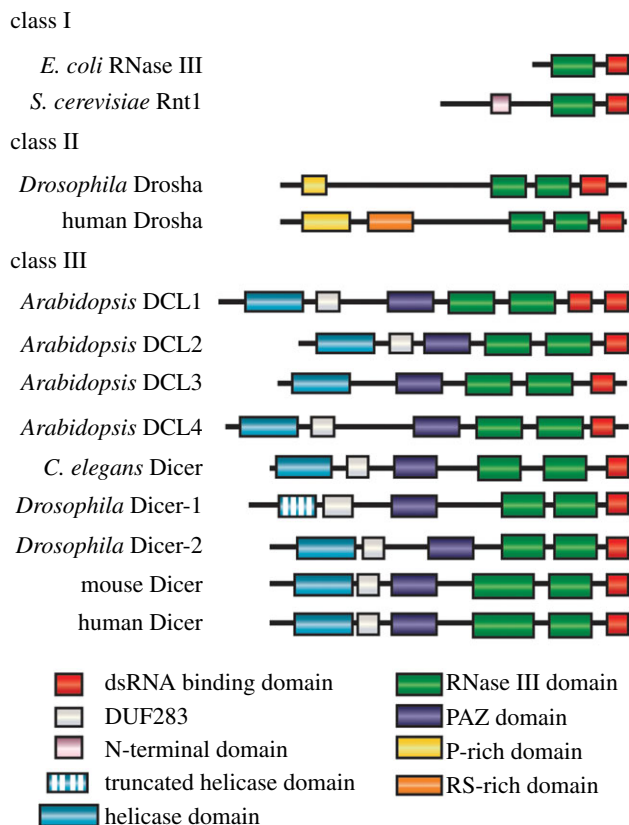 class I
E. coli RNase III
S. cerevisiae Rnt1
class II
Drosophila Drosha
human Drosha
class III
Arabidopsis DCL1
Arabidopsis DCL2
Arabidopsis DCL3
Arabidopsis DCL4
C. elegans Dicer
Drosophila Dicer-1
Drosophila Dicer-2
mouse Dicer
human Dicer
dsRNA binding domain
DUF283
N-terminal domain
truncated helicase domain
helicase domain
RNase III domain
PAZ domain
P-rich domain
RS-rich domain